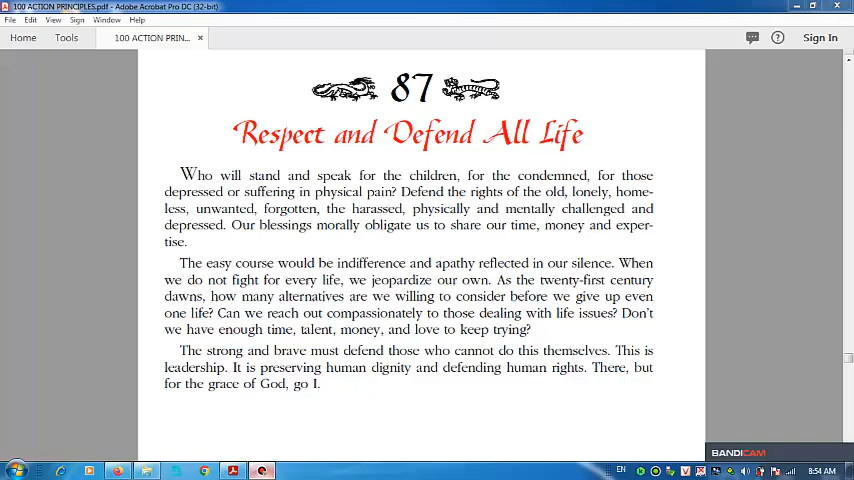 100 ACTION PRINCIPLES.pdf - Adobe Acrobat Pro DC (32-bit)
File Edit View Sign Window Help
Home Tools 100 ACTION PRIN... × Sign In
87
Respect and Defend All Life
Who will stand and speak for the children, for the condemned, for those
depressed or suffering in physical pain? Defend the rights of the old, lonely, home-
less, unwanted, forgotten, the harassed, physically and mentally challenged and
depressed. Our blessings morally obligate us to share our time, money and exper-
tise.
The easy course would be indifference and apathy reflected in our silence. When
we do not fight for every life, we jeopardize our own. As the twenty-first century
dawns, how many alternatives are we willing to consider before we give up even
one life? Can we reach out compassionately to those dealing with life issues? Don't
we have enough time, talent, money, and love to keep trying?
The strong and brave must defend those who cannot do this themselves. This is
leadership. It is preserving human dignity and defending human rights. There, but
for the grace of God, go I.
BANDICAM
EN 8:54 AM